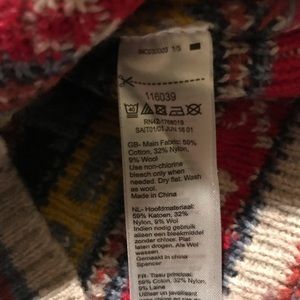 116039
40
GB- Main Fabric: 59%
Cotton, 32% Nylon,
9% Wool
Use non-chlorine
bleach only when
needed. Dry flat. Wash
as wool.
Made in China
NL- Hoofdmateriaal:
59% Katoen, 32%
Nylon, 9% Wol
Indien nodig gebruik
alleen een bleekmiddel
zonder chloor. Plat
laten drogen. Als Wol
wassen.
Gemaakt in china
Spencer
FR- Tissu principal:
59% Coton, 32% Nylon,
9% Laine